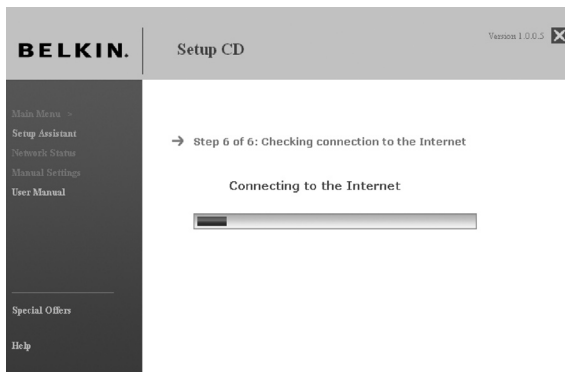 BELKIN.
Setup CD
Version 1.0.0.5
Main Menu >
Setup Assistant
Network Status
Manual Settings
User Manual
Special Offers
Help
→ Step 6 of 6: Checking connection to the Internet
Connecting to the Internet